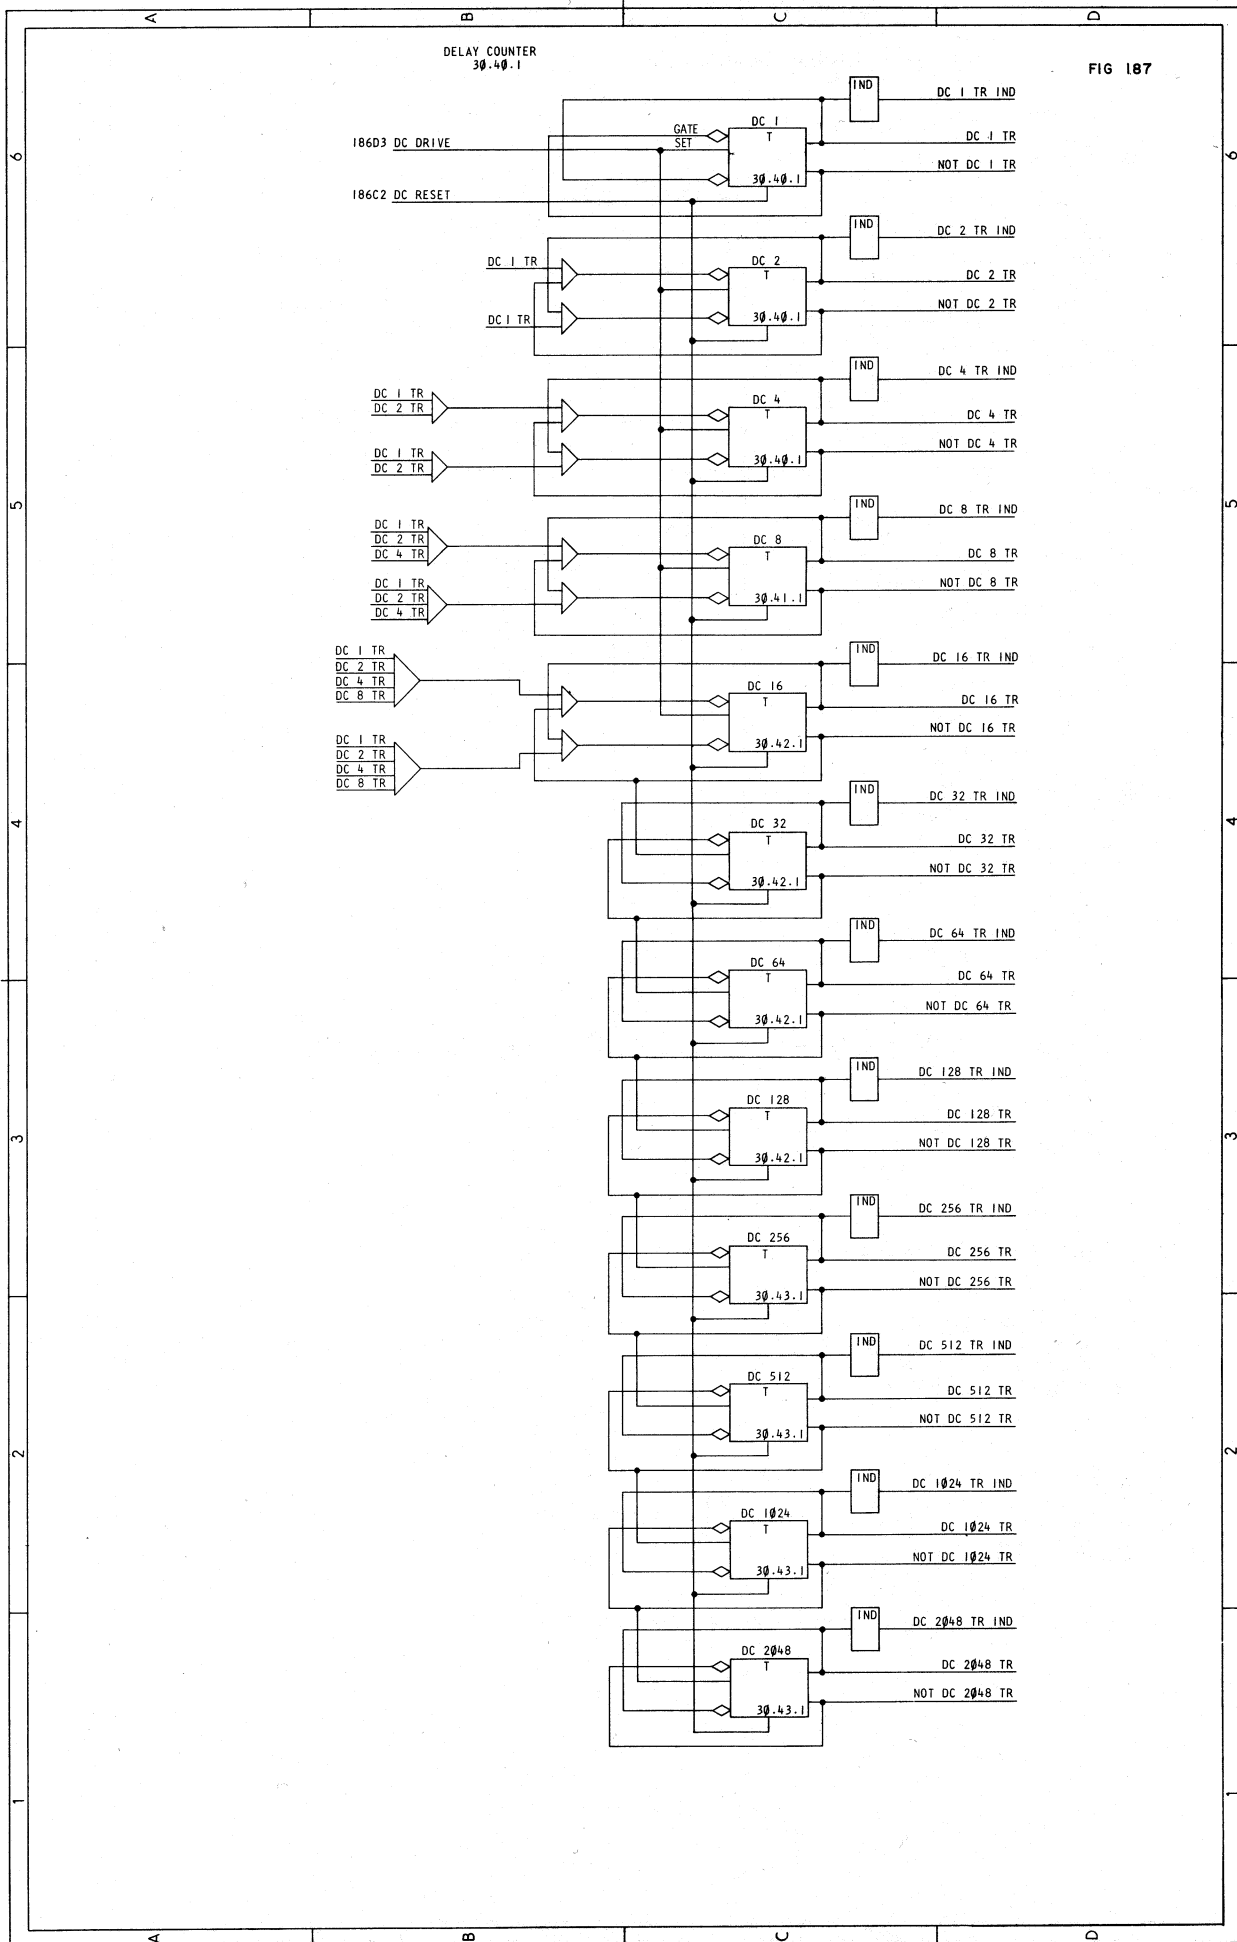 A B C D
DELAY COUNTER
30.40.1
FIG 187
IND
DC 1 TR IND
DC 1
GATE
T
DC 1 TR
186D3 DC DRIVE
SET
6 6
NOT DC 1 TR
30.40.1
186C2 DC RESET
IND
DC 2 TR IND
DC 1 TR
DC 2
T
DC 2 TR
NOT DC 2 TR
DC 1 TR
30.40.1
IND
DC 4 TR IND
DC 1 TR
DC 2 TR
DC 4
T
DC 4 TR
NOT DC 4 TR
DC 1 TR
DC 2 TR
30.40.1
IND
5 5
DC 8 TR IND
DC 1 TR
DC 2 TR
DC 4 TR
DC 8
T
DC 8 TR
NOT DC 8 TR
DC 1 TR
DC 2 TR
DC 4 TR
30.41.1
IND
DC 16 TR IND
DC 1 TR
DC 2 TR
DC 4 TR
DC 8 TR
DC 16
T
DC 16 TR
NOT DC 16 TR
DC 1 TR
DC 2 TR
DC 4 TR
DC 8 TR
30.42.1
IND
DC 32 TR IND
4 4
DC 32
T
DC 32 TR
NOT DC 32 TR
30.42.1
IND
DC 64 TR IND
DC 64
T
DC 64 TR
NOT DC 64 TR
30.42.1
IND
DC 128 TR IND
DC 128
T
DC 128 TR
3 3
NOT DC 128 TR
30.42.1
IND
DC 256 TR IND
DC 256
T
DC 256 TR
NOT DC 256 TR
30.43.1
IND
DC 512 TR IND
DC 512
T
DC 512 TR
NOT DC 512 TR
30.43.1
2 2
IND
DC 1024 TR IND
DC 1024
T
DC 1024 TR
NOT DC 1024 TR
30.43.1
IND
DC 2048 TR IND
DC 2048
T
DC 2048 TR
NOT DC 2048 TR
30.43.1
1 1
A B C D